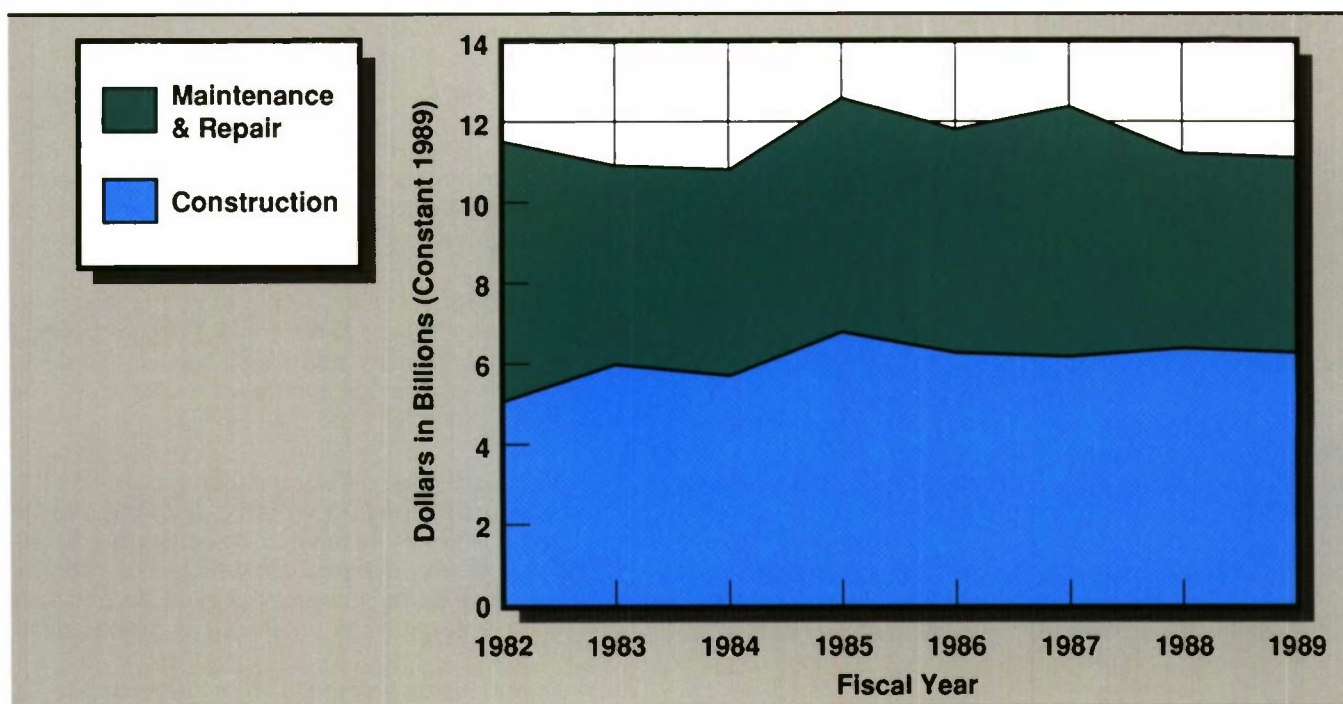 Maintenance
& Repair
Construction
Dollars in Billions (Constant 1989)
14
12
10
8
6
4
2
0
1982 1983 1984 1985 1986 1987 1988 1989
Fiscal Year